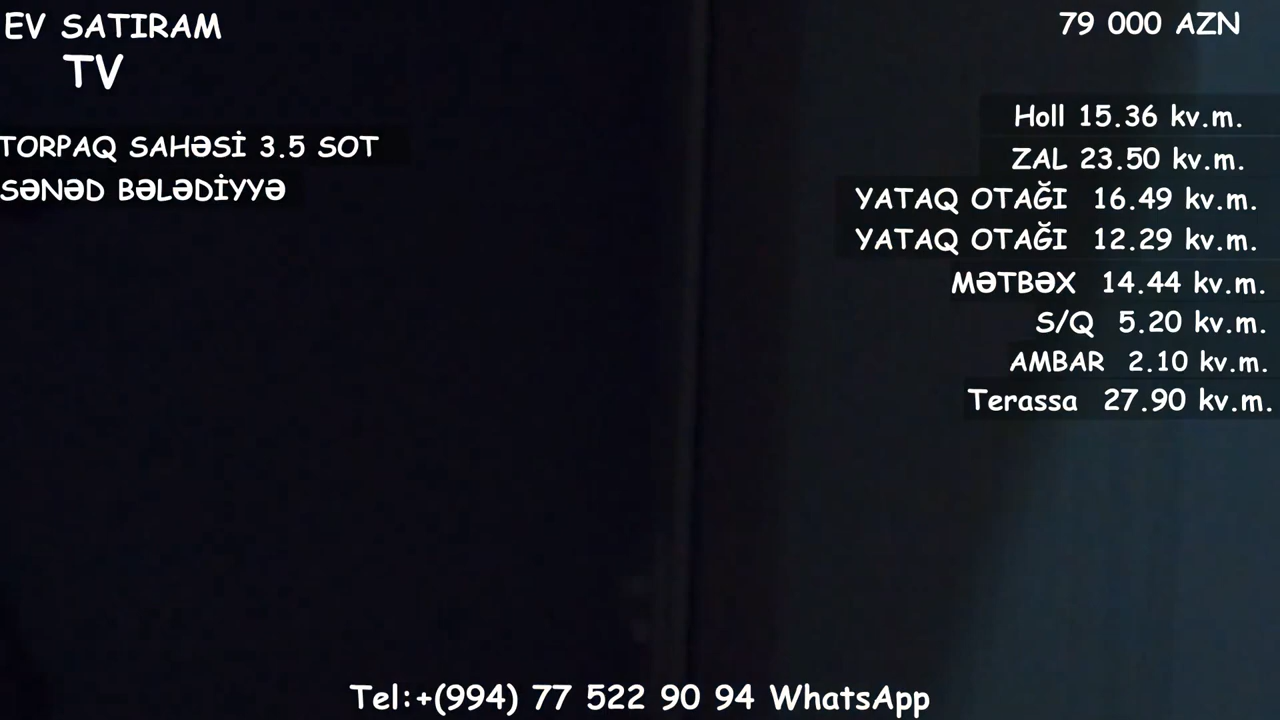 EV SATIRAM
TV
TORPAQ SAHƏSİ 3.5 SOT
SƏNƏD BƏLƏDİYYƏ
79 000 AZN
Holl 15.36 kv.m.
ZAL 23.50 kv.m.
YATAQ OTAĞI 16.49 kv.m.
YATAQ OTAĞI 12.29 kv.m.
MƏTBƏX 14.44 kv.m.
S/Q 5.20 kv.m.
AMBAR 2.10 kv.m.
Terassa 27.90 kv.m.
Tel:+(994) 77 522 90 94 WhatsApp